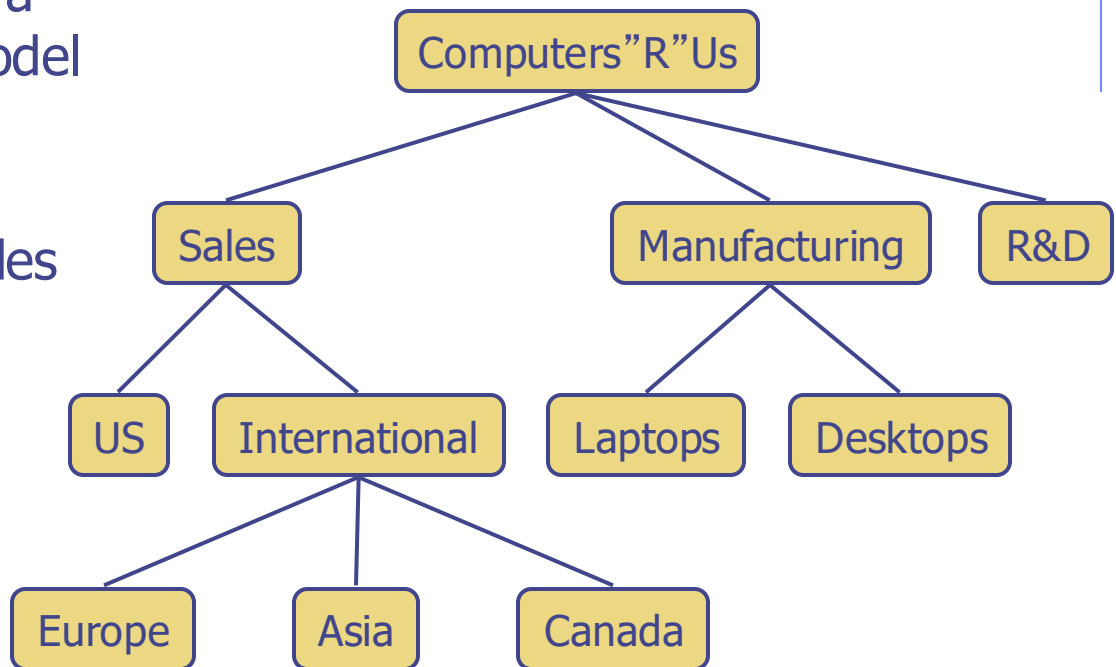 Computers”R”Us
Sales
Manufacturing
R&D
US
International
Laptops
Desktops
Europe
Asia
Canada